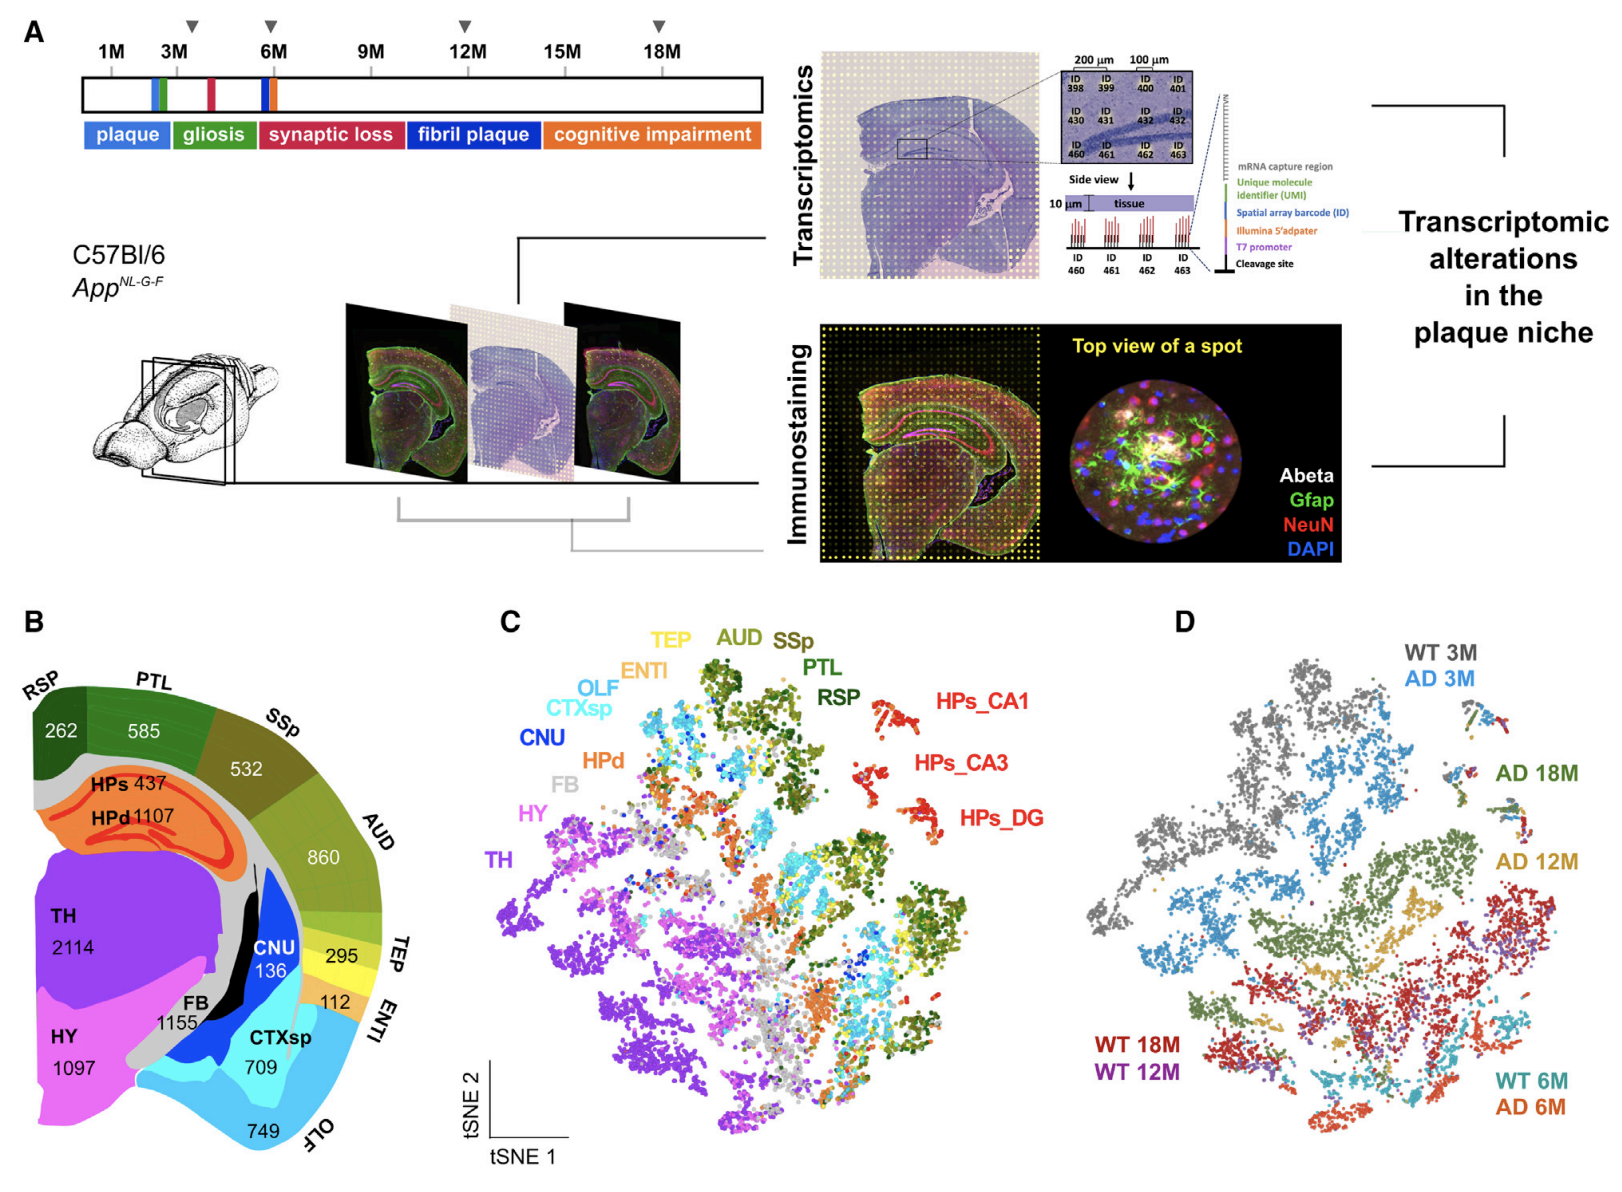 A
1M 3M 6M 9M 12M 15M 18M
plaque gliosis synaptic loss fibril plaque cognitive impairment
C57Bl/6
App^NL-G-F
Transcriptomics
200 μm 100 μm
ID ID ID ID
398 399 400 401
ID ID ID ID
430 431 432 432
ID ID ID ID
460 461 462 463
Side view
10 μm tissue
ID ID ID ID
460 461 462 463
mRNA capture region
Unique molecule
identifier (UMI)
Spatial array barcode (ID)
Illumina 5'adpater
T7 promoter
Cleavage site
Immunostaining
Top view of a spot
Abeta
Gfap
NeuN
DAPI
Transcriptomic
alterations
in the
plaque niche
B
RSP
262
PTL
585
SSp
532
HPs 437
HPd 1107
AUD
860
TH
2114
CNU
136
TEP
295
ENTl
112
FB
1155
HY
1097
CTXsp
709
OLF
749
C
TEP AUD SSp
ENTl PTL
OLF RSP
CTXsp
CNU
HPd
FB
HY
TH
HPs_CA1
HPs_CA3
HPs_DG
tSNE 2
tSNE 1
D
WT 3M
AD 3M
AD 18M
AD 12M
WT 18M
WT 12M
WT 6M
AD 6M